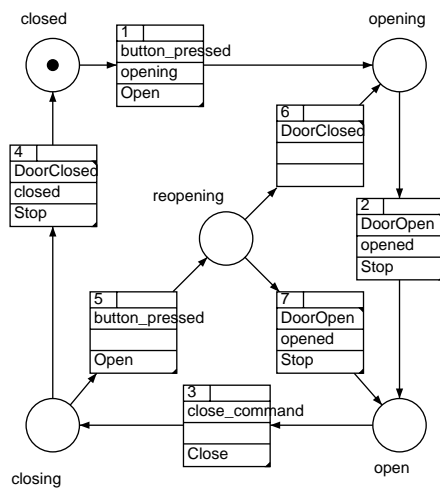 closed
opening
1
button_pressed
opening
Open
6
DoorClosed
4
DoorClosed
closed
Stop
reopening
2
DoorOpen
opened
Stop
5
button_pressed
Open
7
DoorOpen
opened
Stop
3
close_command
Close
closing
open